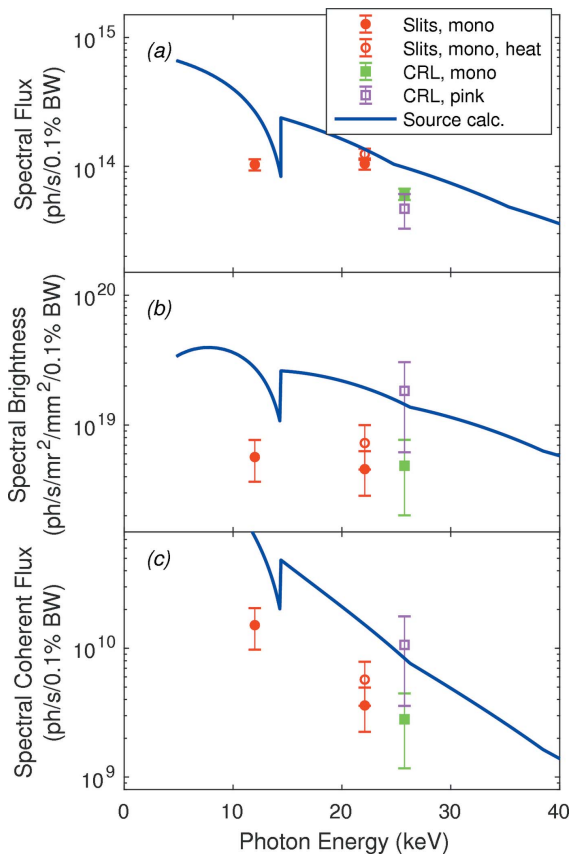 Slits, mono
Slits, mono, heat
CRL, mono
CRL, pink
Source calc.
(a)
10^15
10^14
Spectral Flux
(ph/s/0.1% BW)
(b)
10^20
10^19
Spectral Brightness
(ph/s/mr^2/mm^2/0.1% BW)
(c)
10^10
10^9
Spectral Coherent Flux
(ph/s/0.1% BW)
0 10 20 30 40
Photon Energy (keV)